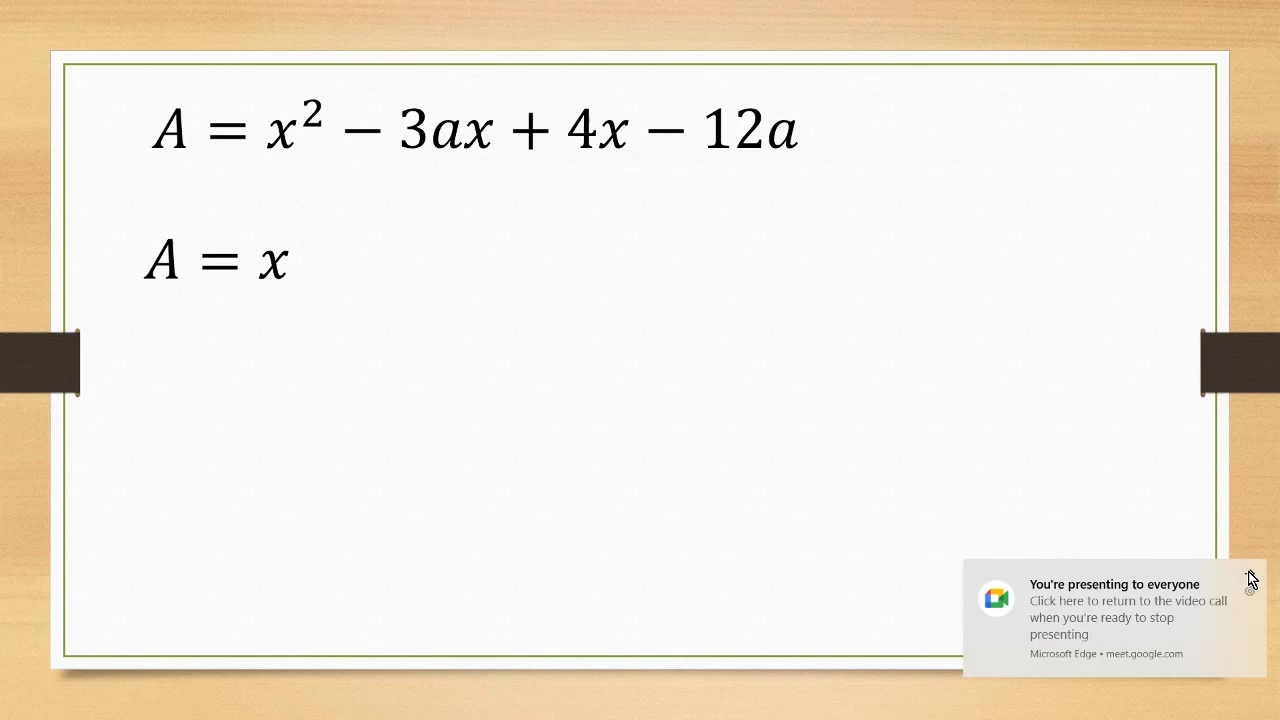 A = x² − 3ax + 4x − 12a
A = x
You're presenting to everyone
Click here to return to the video call
when you're ready to stop
presenting
Microsoft Edge • meet.google.com